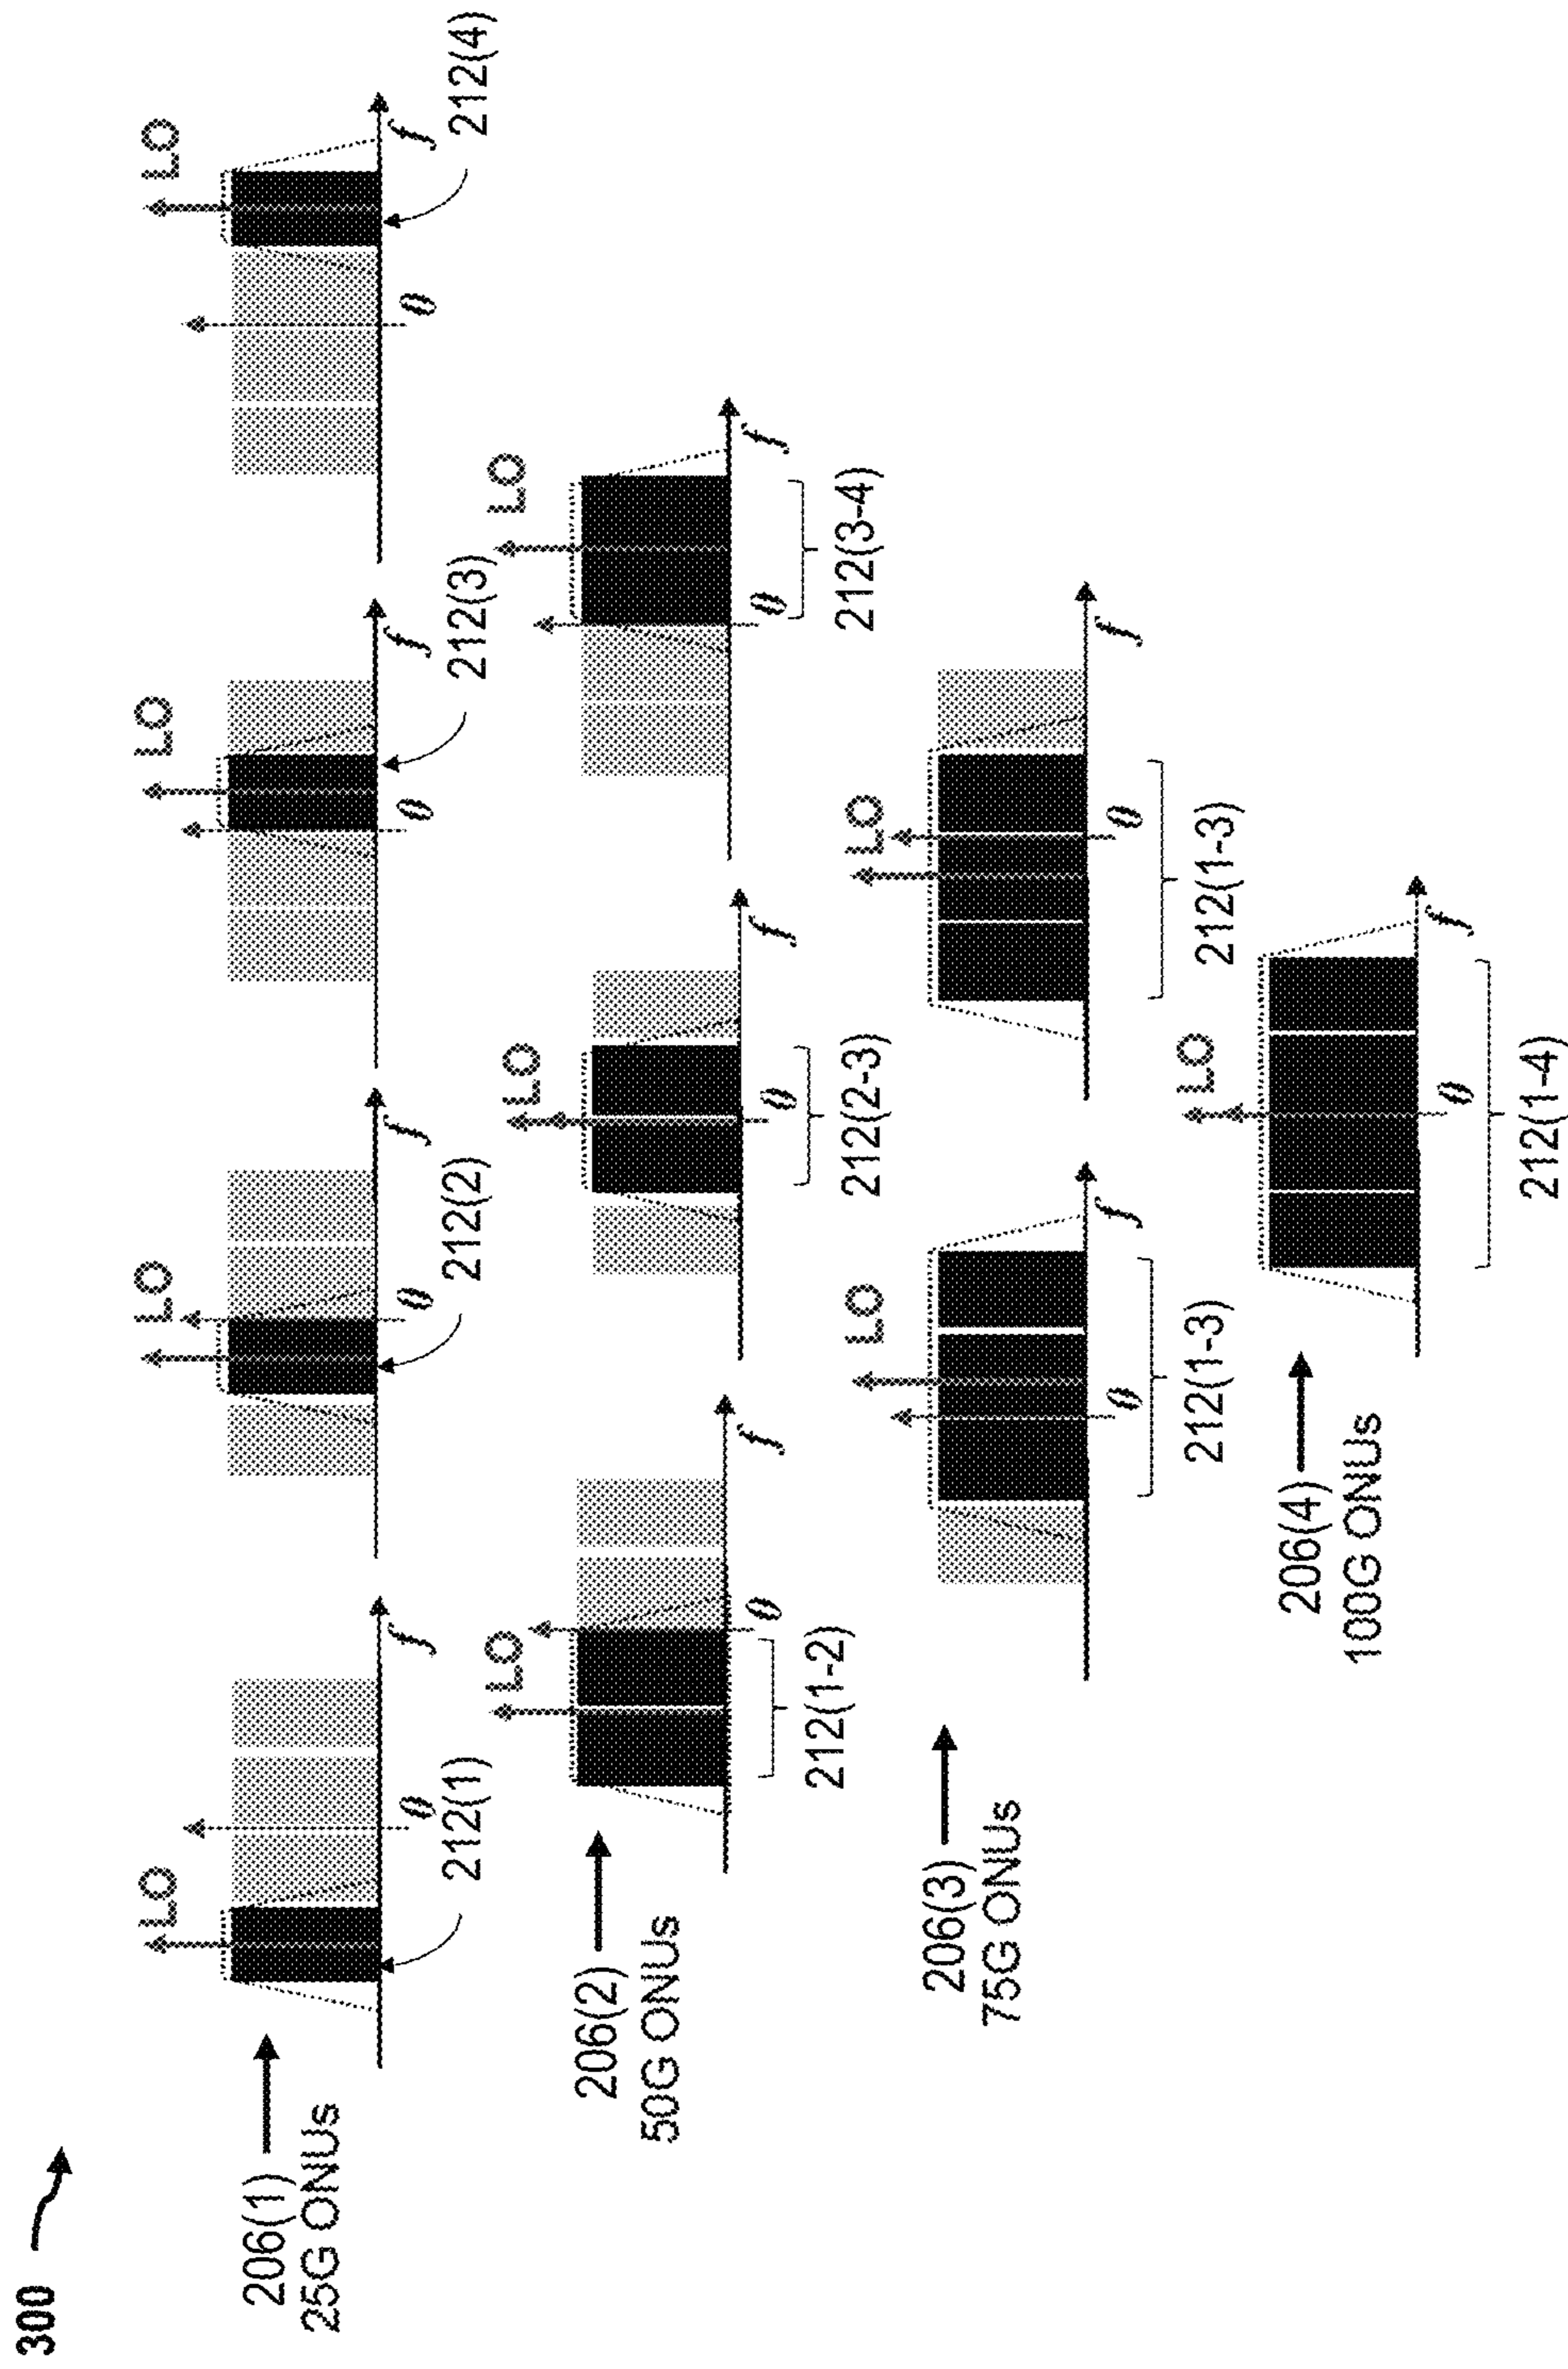 300
206(1)
25G ONUs
LO
0
f
212(1)
LO
0
f
212(2)
LO
0
f
212(3)
LO
0
f
212(4)
206(2)
50G ONUs
LO
0
f
212(1-2)
LO
0
f
212(2-3)
LO
0
f
212(3-4)
206(3)
75G ONUs
LO
0
f
212(1-3)
LO
0
f
212(1-3)
206(4)
100G ONUs
LO
0
f
212(1-4)